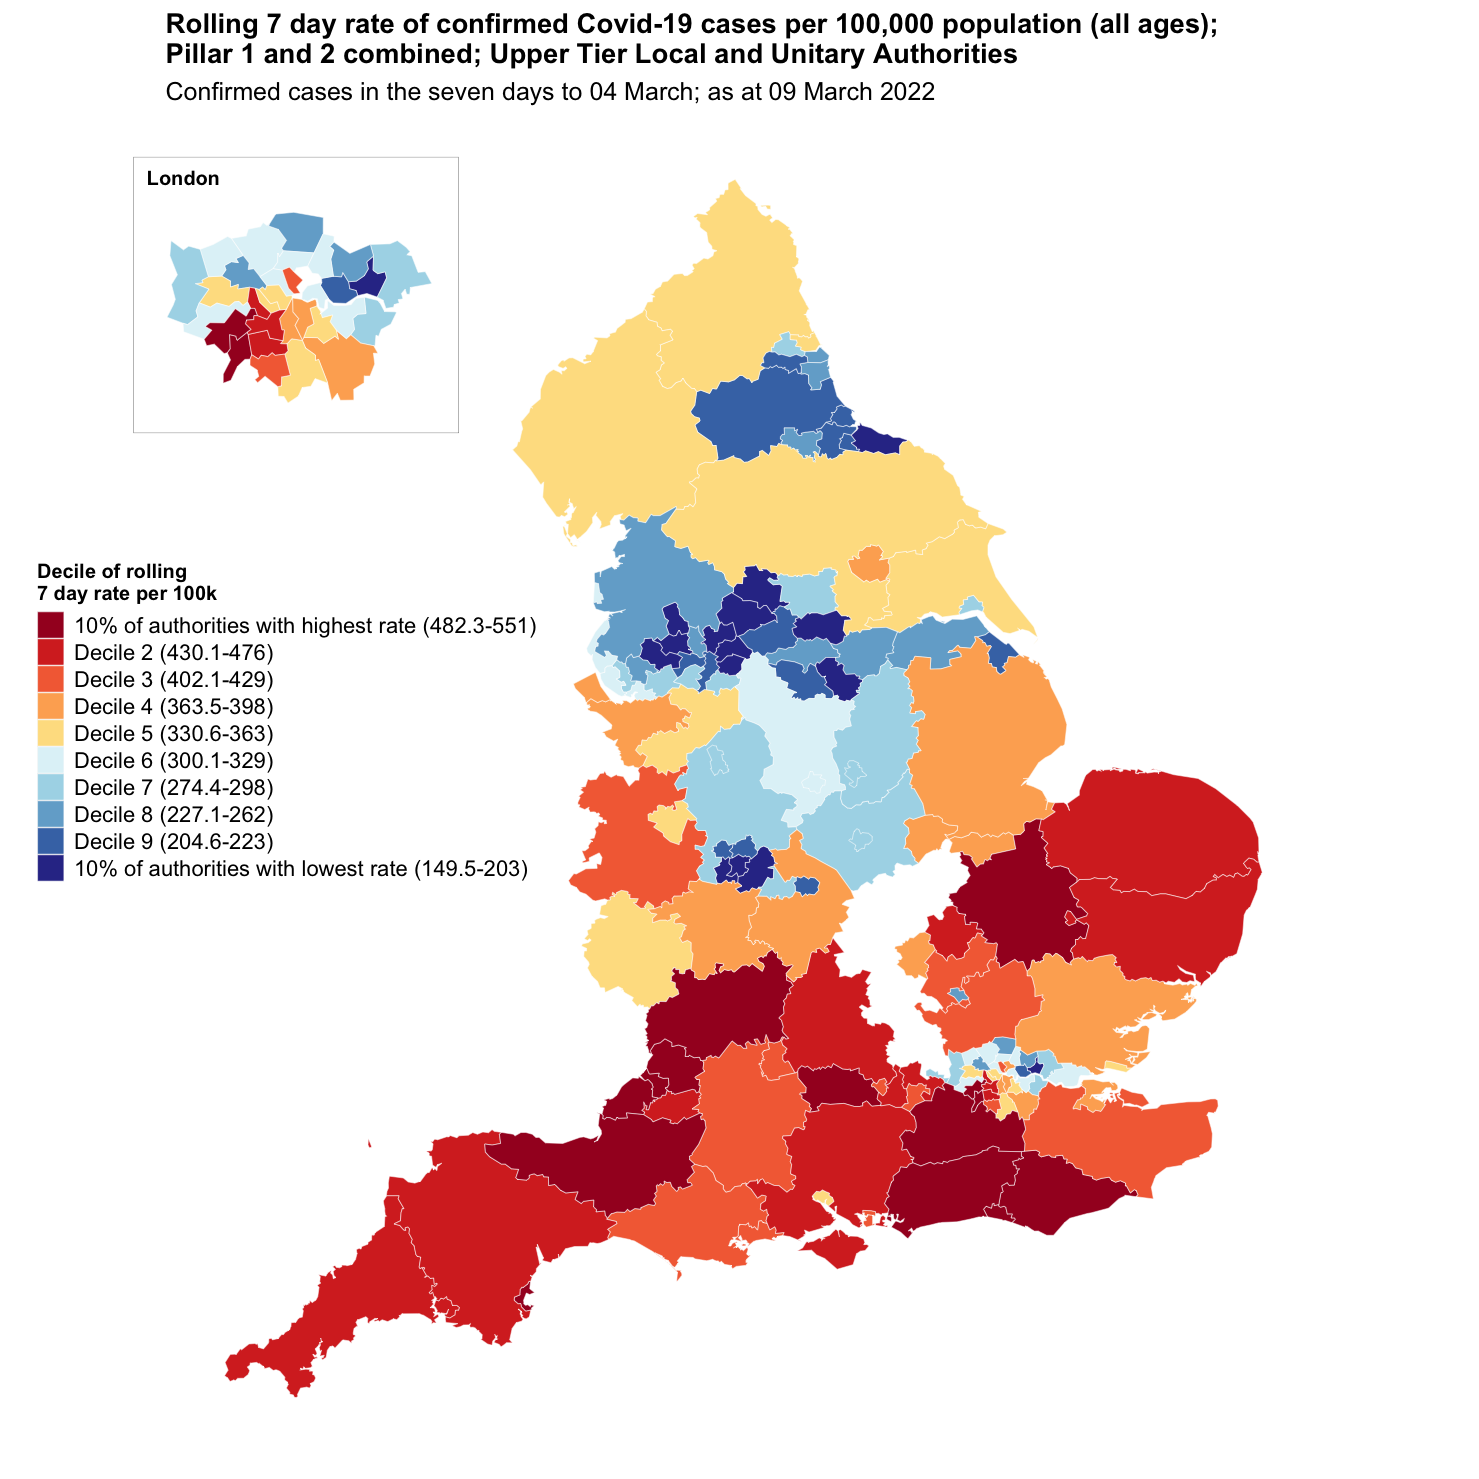 Rolling 7 day rate of confirmed Covid-19 cases per 100,000 population (all ages);
Pillar 1 and 2 combined; Upper Tier Local and Unitary Authorities
Confirmed cases in the seven days to 04 March; as at 09 March 2022
London
Decile of rolling
7 day rate per 100k
10% of authorities with highest rate (482.3-551)
Decile 2 (430.1-476)
Decile 3 (402.1-429)
Decile 4 (363.5-398)
Decile 5 (330.6-363)
Decile 6 (300.1-329)
Decile 7 (274.4-298)
Decile 8 (227.1-262)
Decile 9 (204.6-223)
10% of authorities with lowest rate (149.5-203)